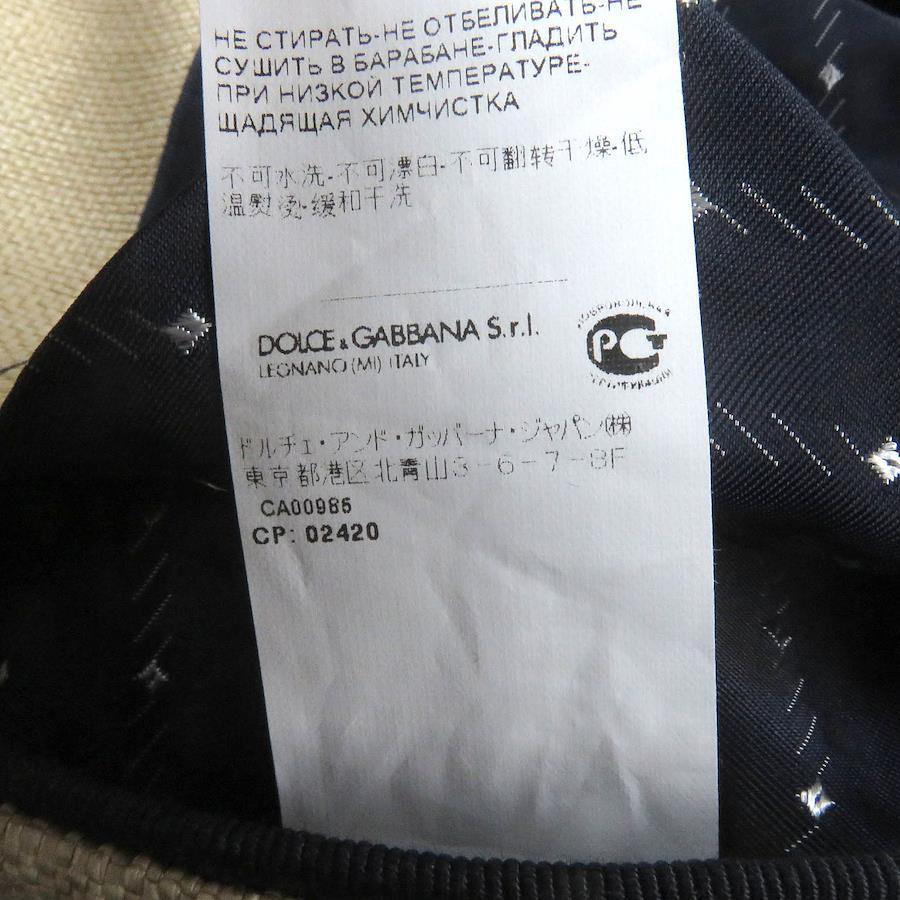 НЕ СТИРАТЬ-НЕ ОТБЕЛИВАТЬ-НЕ
СУШИТЬ В БАРАБАНЕ-ГЛАДИТЬ
ПРИ НИЗКОЙ ТЕМПЕРАТУРЕ-
ЩАДЯЩАЯ ХИМЧИСТКА
不可水洗-不可漂白-不可翻转干燥-低
温熨烫-缓和干洗
DOLCE & GABBANA S.r.l.
LEGNANO (MI) ITALY
РСТ
ドルチェ・アンド・ガッバーナ・ジャパン㈱
東京都港区北青山3-6-7-8F
CA00985
CP: 02420